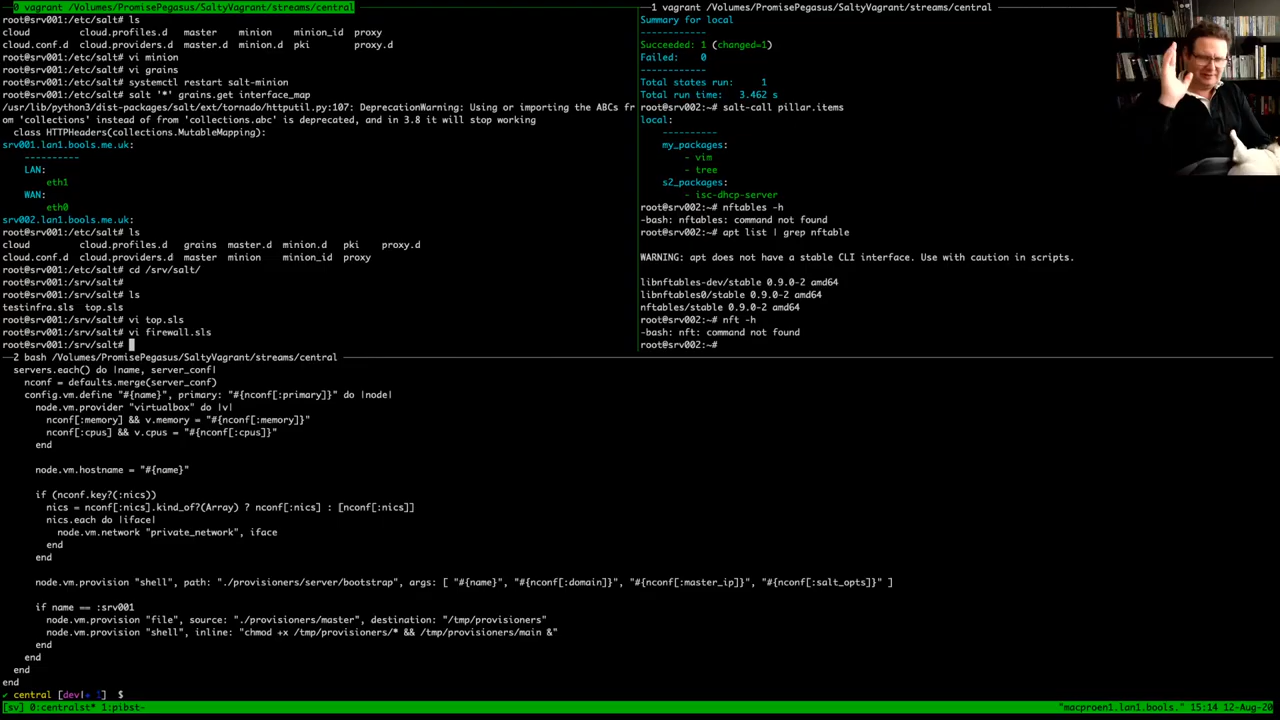 0 vagrant /Volumes/PromisePegasus/SaltyVagrant/streams/central
root@srv001:/etc/salt# ls
cloud cloud.profiles.d master minion minion_id proxy
cloud.conf.d cloud.providers.d master.d minion.d pki proxy.d
root@srv001:/etc/salt# vi minion
root@srv001:/etc/salt# vi grains
root@srv001:/etc/salt# systemctl restart salt-minion
root@srv001:/etc/salt# salt '*' grains.get interface_map
/usr/lib/python3/dist-packages/salt/ext/tornado/httputil.py:107: DeprecationWarning: Using or importing the ABCs fr
om 'collections' instead of from 'collections.abc' is deprecated, and in 3.8 it will stop working
class HTTPHeaders(collections.MutableMapping):
srv001.lan1.bools.me.uk:
----------
LAN:
eth1
WAN:
eth0
srv002.lan1.bools.me.uk:
root@srv001:/etc/salt# ls
cloud cloud.profiles.d grains master.d minion.d pki proxy.d
cloud.conf.d cloud.providers.d master minion minion_id proxy
root@srv001:/etc/salt# cd /srv/salt/
root@srv001:/srv/salt#
root@srv001:/srv/salt# ls
testinfra.sls top.sls
root@srv001:/srv/salt# vi top.sls
root@srv001:/srv/salt# vi firewall.sls
root@srv001:/srv/salt#
1 vagrant /Volumes/PromisePegasus/SaltyVagrant/streams/central
Summary for local
------------
Succeeded: 1 (changed=1)
Failed: 0
------------
Total states run: 1
Total run time: 3.462 s
root@srv002:~# salt-call pillar.items
local:
----------
my_packages:
- vim
- tree
s2_packages:
- isc-dhcp-server
root@srv002:~# nftables -h
-bash: nftables: command not found
root@srv002:~# apt list | grep nftable
WARNING: apt does not have a stable CLI interface. Use with caution in scripts.
libnftables-dev/stable 0.9.0-2 amd64
libnftables0/stable 0.9.0-2 amd64
nftables/stable 0.9.0-2 amd64
root@srv002:~# nft -h
-bash: nft: command not found
root@srv002:~#
2 bash /Volumes/PromisePegasus/SaltyVagrant/streams/central
servers.each() do |name, server_conf|
nconf = defaults.merge(server_conf)
config.vm.define "#{name}", primary: "#{nconf[:primary]}" do |node|
node.vm.provider "virtualbox" do |v|
nconf[:memory] && v.memory = "#{nconf[:memory]}"
nconf[:cpus] && v.cpus = "#{nconf[:cpus]}"
end
node.vm.hostname = "#{name}"
if (nconf.key?(:nics))
nics = nconf[:nics].kind_of?(Array) ? nconf[:nics] : [nconf[:nics]]
nics.each do |iface|
node.vm.network "private_network", iface
end
end
node.vm.provision "shell", path: "./provisioners/server/bootstrap", args: [ "#{name}", "#{nconf[:domain]}", "#{nconf[:master_ip]}", "#{nconf[:salt_opts]}" ]
if name == :srv001
node.vm.provision "file", source: "./provisioners/master", destination: "/tmp/provisioners"
node.vm.provision "shell", inline: "chmod +x /tmp/provisioners/* && /tmp/provisioners/main &"
end
end
end
end
✔ central [dev|+ 1] $
[sv] 0:centralst* 1:pibst- "macproen1.lan1.bools." 15:14 12-Aug-20